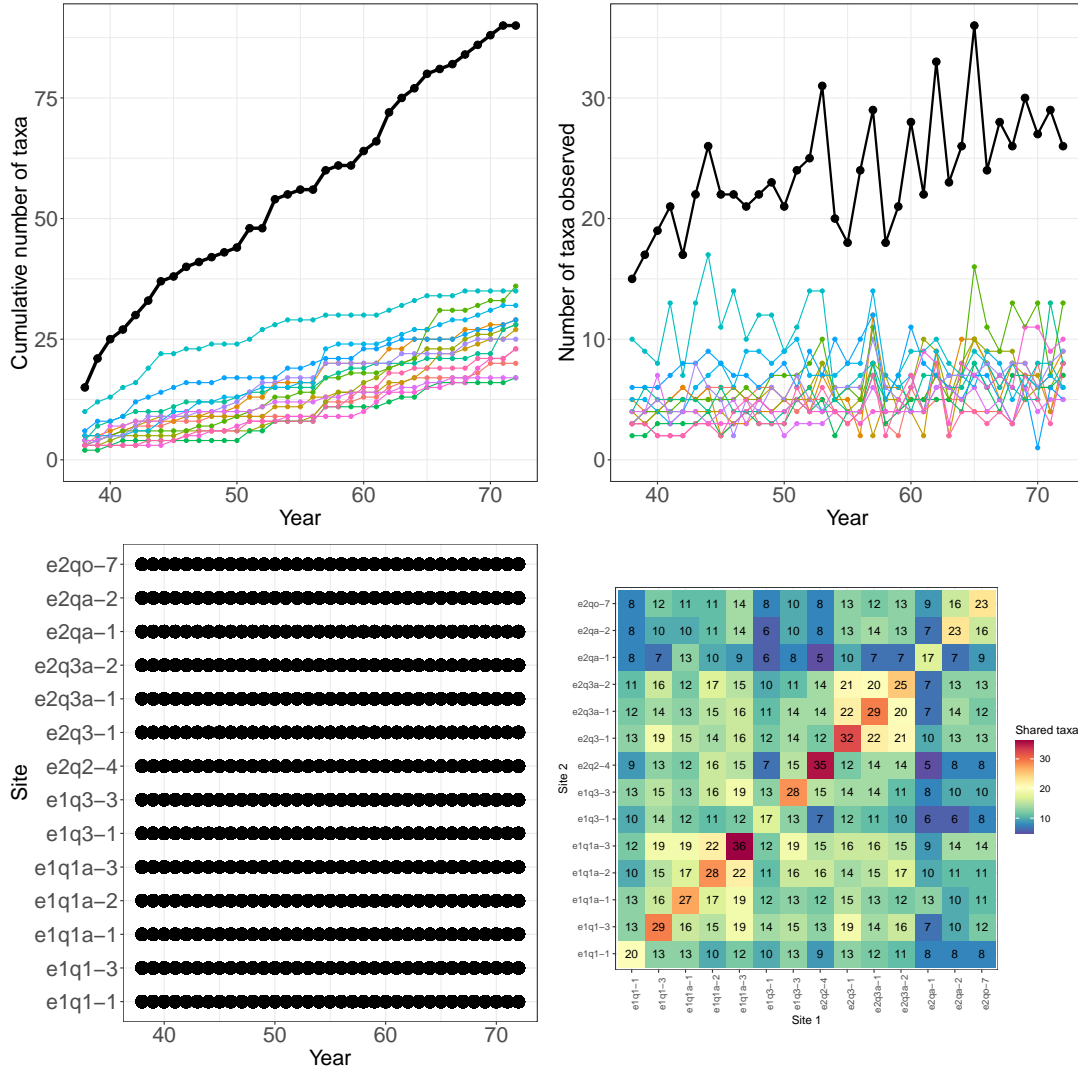 Cumulative number of taxa
75
50
25
0
40 50 60 70
Year
Number of taxa observed
30
20
10
0
40 50 60 70
Year
Site
e2qo−7
e2qa−2
e2qa−1
e2q3a−2
e2q3a−1
e2q3−1
e2q2−4
e1q3−3
e1q3−1
e1q1a−3
e1q1a−2
e1q1a−1
e1q1−3
e1q1−1
40 50 60 70
Year
Site 2
e2qo−7 8 12 11 11 14 8 10 8 13 12 13 9 16 23
e2qa−2 8 10 10 11 14 6 10 8 13 14 13 7 23 16
e2qa−1 8 7 13 10 9 6 8 5 10 7 7 17 7 9
e2q3a−2 11 16 12 17 15 10 11 14 21 20 25 7 13 13
e2q3a−1 12 14 13 15 16 11 14 14 22 29 20 7 14 12
e2q3−1 13 19 15 14 16 12 15 12 32 22 21 10 13 13
e2q2−4 9 13 12 16 15 7 15 35 12 14 14 5 8 8
e1q3−3 13 15 13 16 19 13 28 15 15 14 11 8 10 10
e1q3−1 10 14 12 11 12 17 13 7 12 11 10 6 6 8
e1q1a−3 12 19 19 22 36 12 19 15 16 16 15 9 14 14
e1q1a−2 10 15 17 28 22 11 16 16 14 15 17 10 11 11
e1q1a−1 13 16 27 17 19 12 13 12 15 13 12 13 10 11
e1q1−3 13 29 16 15 19 14 15 13 19 14 16 7 10 12
e1q1−1 20 13 13 10 12 10 13 9 13 12 11 8 8 8
e1q1−1 e1q1−3 e1q1a−1 e1q1a−2 e1q1a−3 e1q3−1 e1q3−3 e2q2−4 e2q3−1 e2q3a−1 e2q3a−2 e2qa−1 e2qa−2 e2qo−7
Site 1
Shared taxa
30
20
10